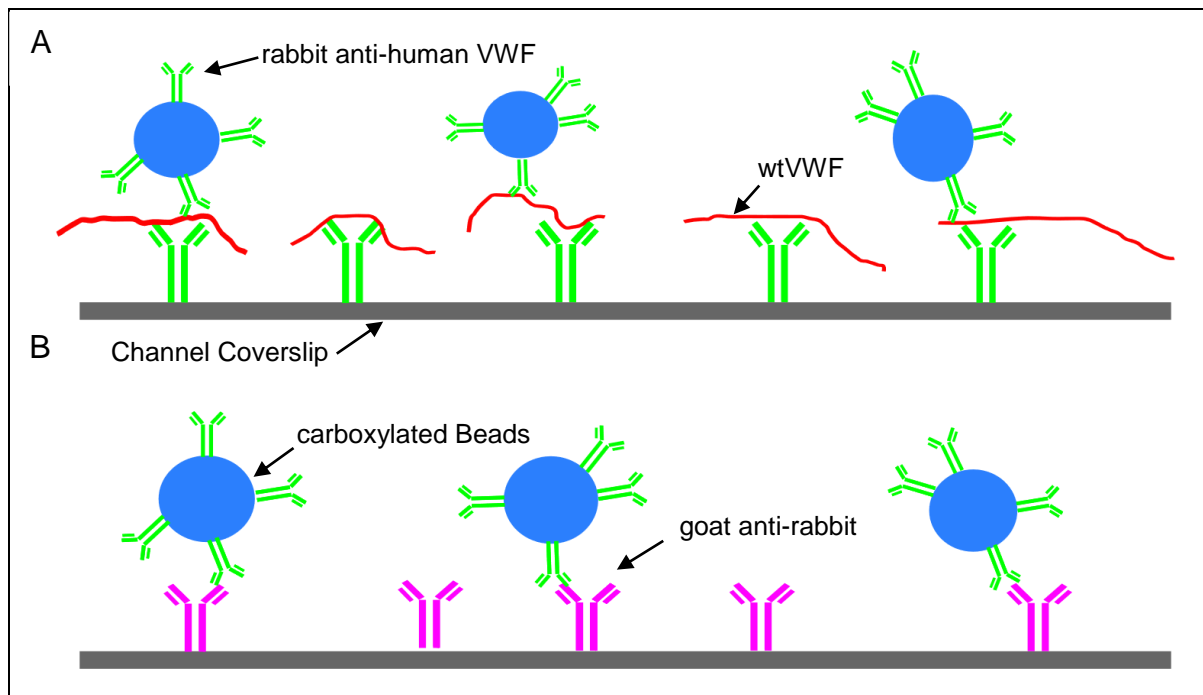 A
rabbit anti-human VWF
wtVWF
Channel Coverslip
B
carboxylated Beads
goat anti-rabbit